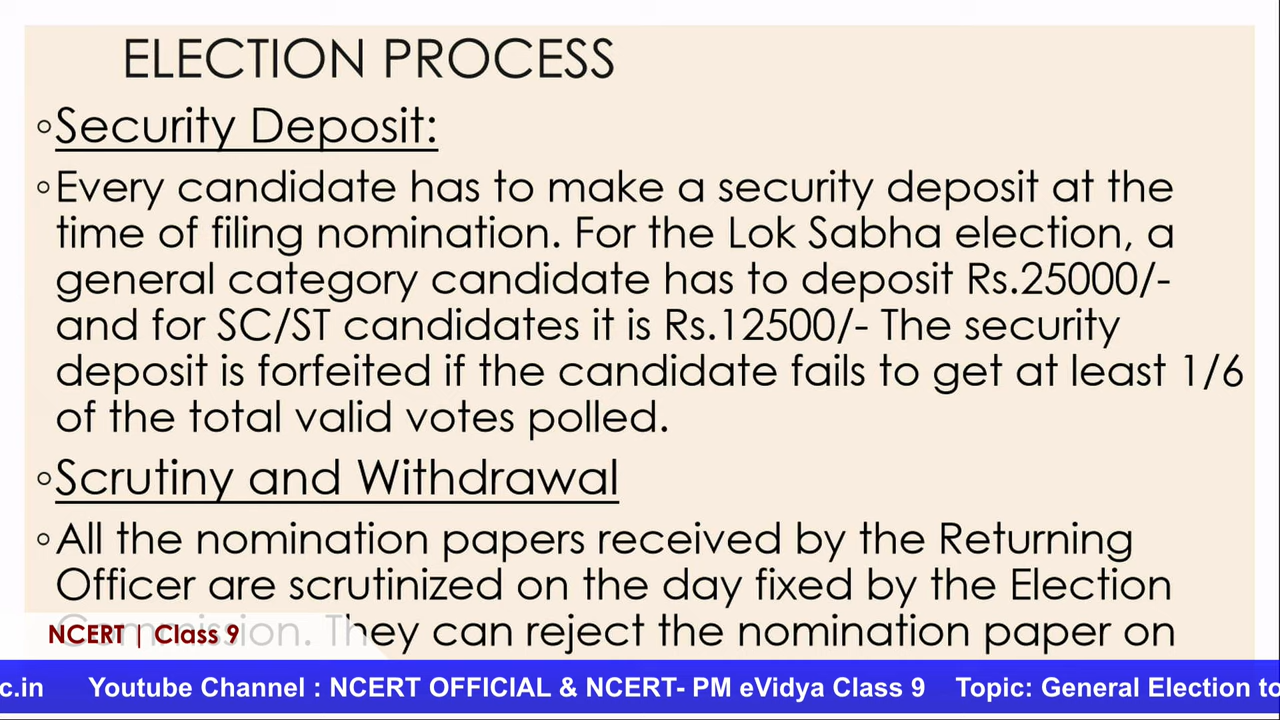 ELECTION PROCESS
◦Security Deposit:
◦Every candidate has to make a security deposit at the
time of filing nomination. For the Lok Sabha election, a
general category candidate has to deposit Rs.25000/-
and for SC/ST candidates it is Rs.12500/- The security
deposit is forfeited if the candidate fails to get at least 1/6
of the total valid votes polled.
◦Scrutiny and Withdrawal
◦All the nomination papers received by the Returning
Officer are scrutinized on the day fixed by the Election
Commission. They can reject the nomination paper on
NCERT | Class 9
c.in Youtube Channel : NCERT OFFICIAL & NCERT- PM eVidya Class 9 Topic: General Election to